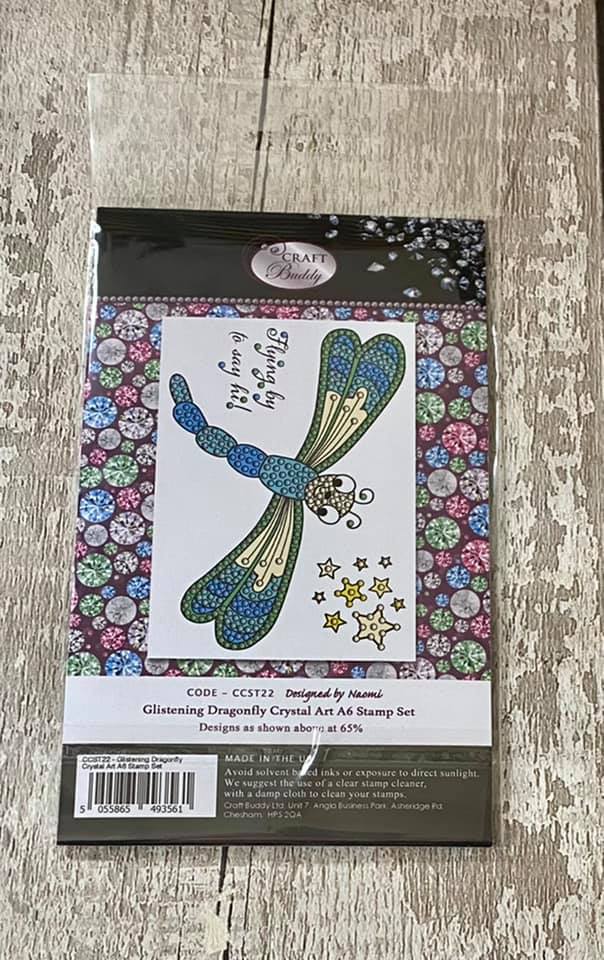 CRAFT
Buddy
Flying by
to say hi!
CODE - CCST22 Designed by Naomi
Glistening Dragonfly Crystal Art A6 Stamp Set
Designs as shown above at 65%
CCST22 - Glistening Dragonfly
Crystal Art A6 Stamp Set
5 055865 493561
MADE IN THE
Avoid solvent based inks or exposure to direct sunlight.
We suggest the use of a clear stamp cleaner,
with a damp cloth to clean your stamps.
Craft Buddy Ltd, Unit 7, Anglo Business Park, Asheridge Rd,
Chesham, HP5 2QA